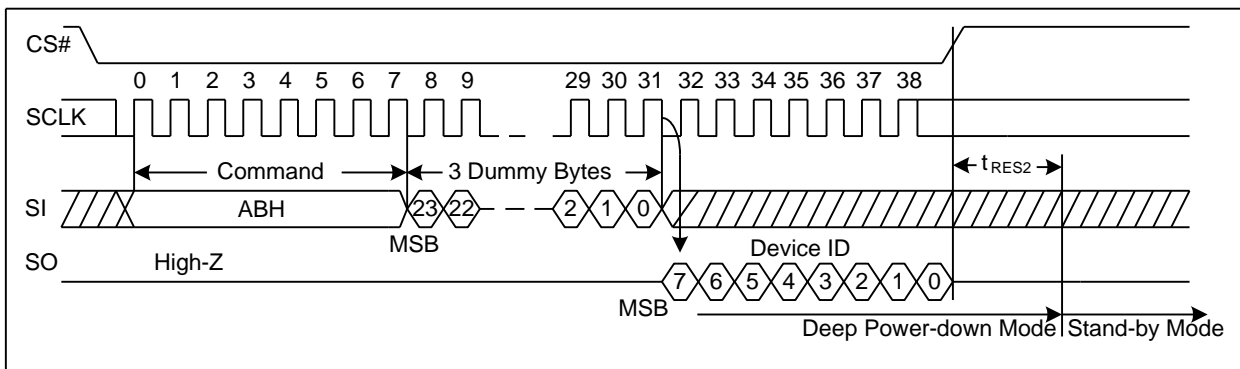 CS#
0 1 2 3 4 5 6 7 8 9 29 30 31 32 33 34 35 36 37 38
SCLK
Command 3 Dummy Bytes tRES2
SI ABH 23 22 2 1 0
MSB Device ID
SO High-Z
7 6 5 4 3 2 1 0
MSB
Deep Power-down Mode Stand-by Mode